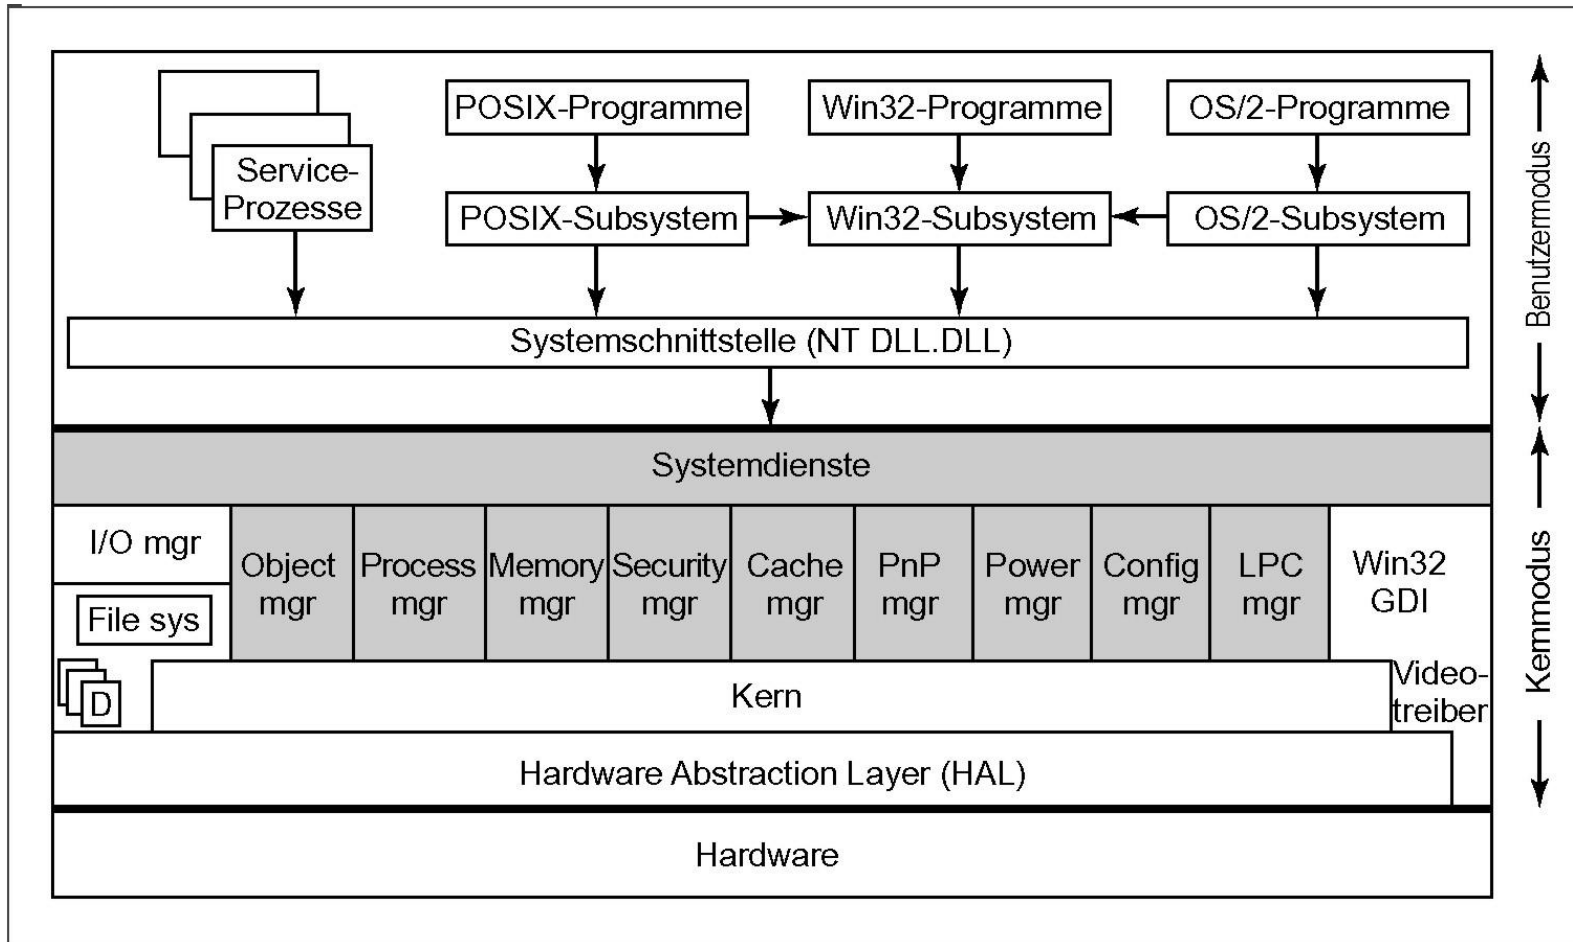 POSIX-Programme
Win32-Programme
OS/2-Programme
Service-
Prozesse
POSIX-Subsystem
Win32-Subsystem
OS/2-Subsystem
Systemschnittstelle (NT DLL.DLL)
Benutzermodus
Systemdienste
I/O mgr
File sys
D
Object
mgr
Process
mgr
Memory
mgr
Security
mgr
Cache
mgr
PnP
mgr
Power
mgr
Config
mgr
LPC
mgr
Win32
GDI
Video-
treiber
Kern
Hardware Abstraction Layer (HAL)
Kernmodus
Hardware